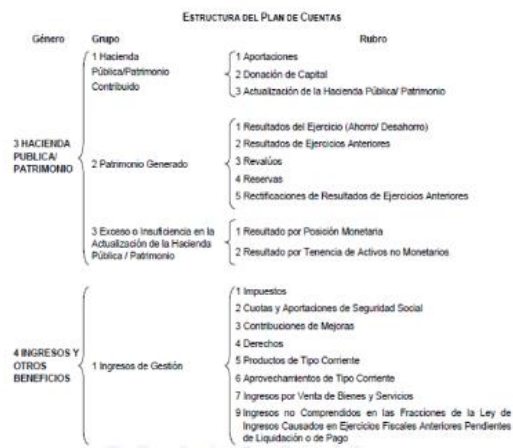 ESTRUCTURA DEL PLAN DE CUENTAS
Género Grupo Rubro
3 HACIENDA
PUBLICA/
PATRIMONIO
1 Hacienda
Pública/Patrimonio
Contribuido
1 Aportaciones
2 Donación de Capital
3 Actualización de la Hacienda Pública/ Patrimonio
2 Patrimonio Generado
1 Resultados del Ejercicio (Ahorro/ Desahorro)
2 Resultados de Ejercicios Anteriores
3 Revalúos
4 Reservas
5 Rectificaciones de Resultados de Ejercicios Anteriores
3 Exceso o Insuficiencia en la
Actualización de la Hacienda
Pública / Patrimonio
1 Resultado por Posición Monetaria
2 Resultado por Tenencia de Activos no Monetarios
4 INGRESOS Y
OTROS
BENEFICIOS
1 Ingresos de Gestión
1 Impuestos
2 Cuotas y Aportaciones de Seguridad Social
3 Contribuciones de Mejoras
4 Derechos
5 Productos de Tipo Corriente
6 Aprovechamientos de Tipo Corriente
7 Ingresos por Venta de Bienes y Servicios
9 Ingresos no Comprendidos en las Fracciones de la Ley de
Ingresos Causados en Ejercicios Fiscales Anteriores Pendientes
de Liquidación o de Pago